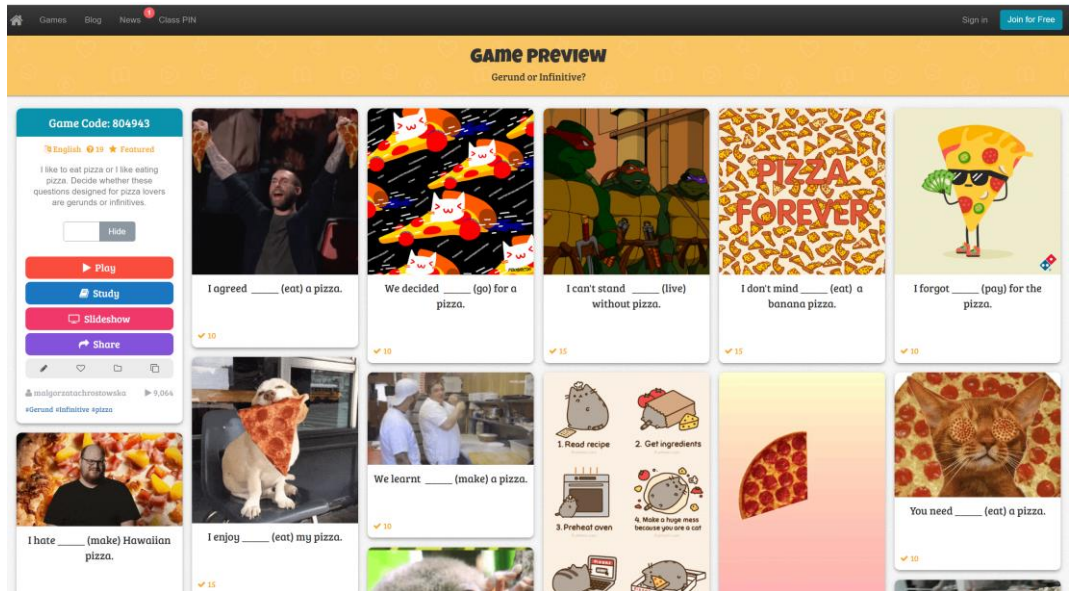 Games Blog News 1 Class PIN Sign in Join for Free
Game Preview
Gerund or Infinitive?
Game Code: 804943
English 19 Featured
I like to eat pizza or I like eating
pizza. Decide whether these
questions designed for pizza lovers
are gerunds or infinitives.
Hide
Play
Study
Slideshow
Share
malgorzatachrostowska 9,064
#Gerund #Infinitive #pizza
I hate _____ (make) Hawaiian
pizza.
I agreed _____ (eat) a pizza.
10
I enjoy _____ (eat) my pizza.
15
We decided _____ (go) for a
pizza.
10
We learnt _____ (make) a pizza.
10
I can't stand _____ (live)
without pizza.
15
1. Read recipe
2. Get ingredients
3. Preheat oven
4. Make a huge mess
because you are a cat
PIZZA
FOREVER
I don't mind _____ (eat) a
banana pizza.
15
I forgot _____ (pay) for the
pizza.
10
You need _____ (eat) a pizza.
10